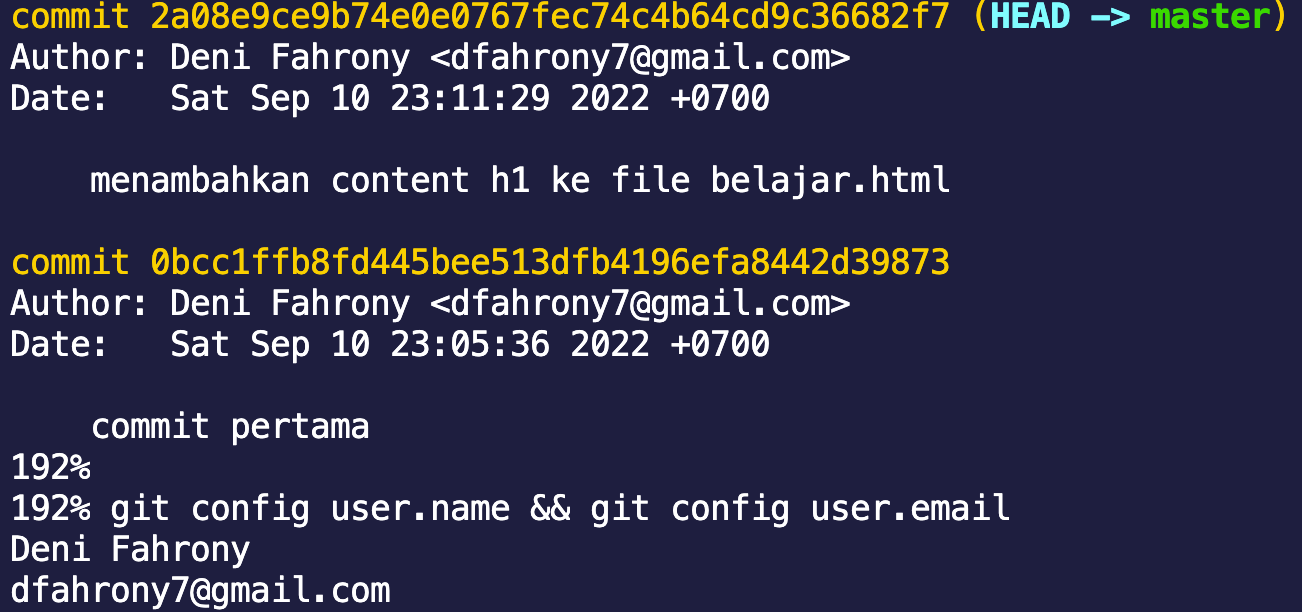 commit 2a08e9ce9b74e0e0767fec74c4b64cd9c36682f7 (HEAD -> master)
Author: Deni Fahrony <dfahrony7@gmail.com>
Date:   Sat Sep 10 23:11:29 2022 +0700
    menambahkan content h1 ke file belajar.html
commit 0bcc1ffb8fd445bee513dfb4196efa8442d39873
Author: Deni Fahrony <dfahrony7@gmail.com>
Date:   Sat Sep 10 23:05:36 2022 +0700
    commit pertama
192%
192% git config user.name && git config user.email
Deni Fahrony
dfahrony7@gmail.com